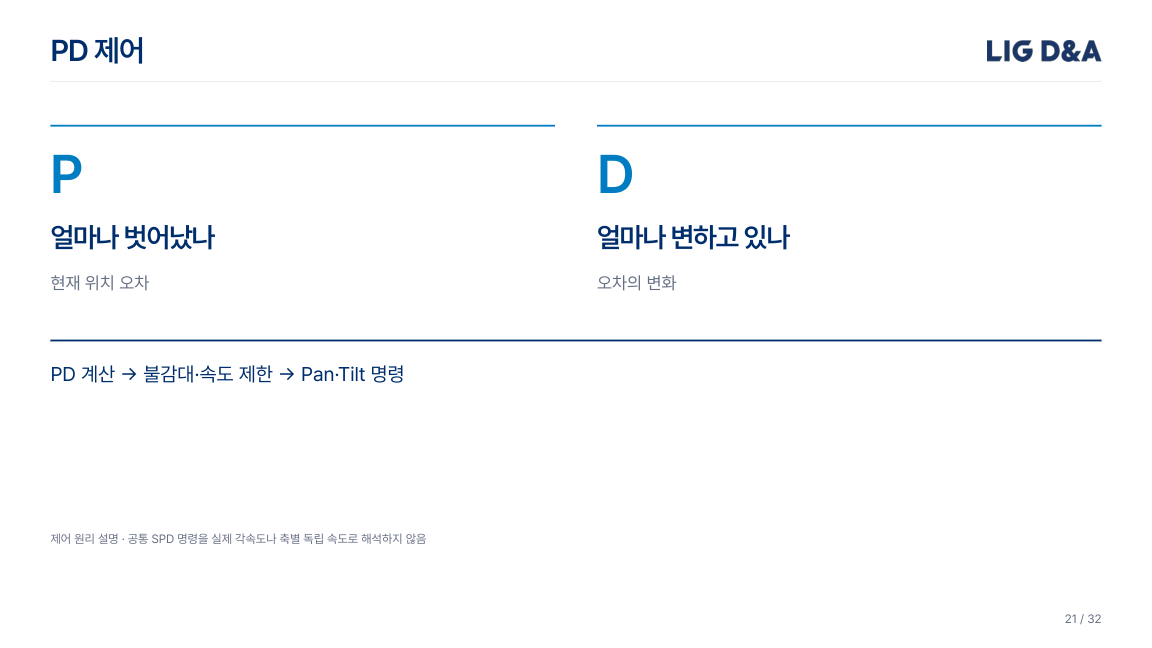 PD 제어
LIG D&A
P
얼마나 벗어났나
현재 위치 오차
D
얼마나 변하고 있나
오차의 변화
PD 계산 → 불감대·속도 제한 → Pan·Tilt 명령
제어 원리 설명 · 공통 SPD 명령을 실제 각속도나 축별 독립 속도로 해석하지 않음
21 / 32